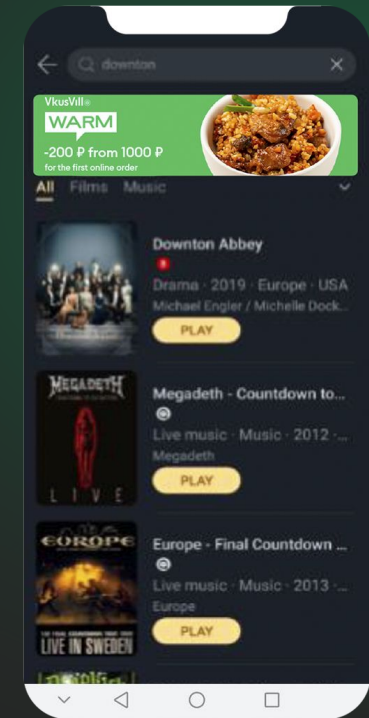 downton
VkusVill®
WARM
-200 ₽ from 1000 ₽
for the first online order
All Films Music
Downton Abbey
Drama · 2019 · Europe · USA
Michael Engler / Michelle Dock...
PLAY
MEGADETH
LIVE
Megadeth - Countdown to...
Live music · Music · 2012 ·...
Megadeth
PLAY
EUROPE
LIVE IN SWEDEN
Europe - Final Countdown ...
Live music · Music · 2013 ·...
Europe
PLAY